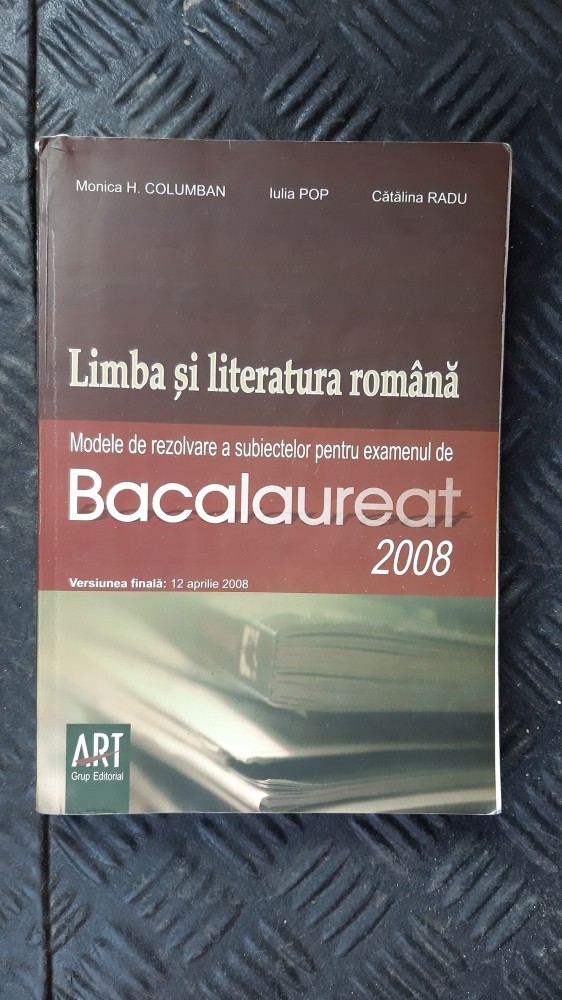 Monica H. COLUMBAN Iulia POP Cătălina RADU
Limba și literatura română
Modele de rezolvare a subiectelor pentru examenul de
Bacalaureat
2008
Versiunea finală: 12 aprilie 2008
ART
Grup Editorial